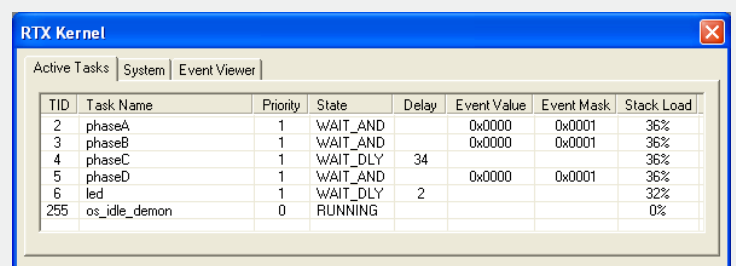 RTX Kernel
Active Tasks System Event Viewer
TID Task Name Priority State Delay Event Value Event Mask Stack Load
2 phaseA 1 WAIT_AND 0x0000 0x0001 36%
3 phaseB 1 WAIT_AND 0x0000 0x0001 36%
4 phaseC 1 WAIT_DLY 34 36%
5 phaseD 1 WAIT_AND 0x0000 0x0001 36%
6 led 1 WAIT_DLY 2 32%
255 os_idle_demon 0 RUNNING 0%